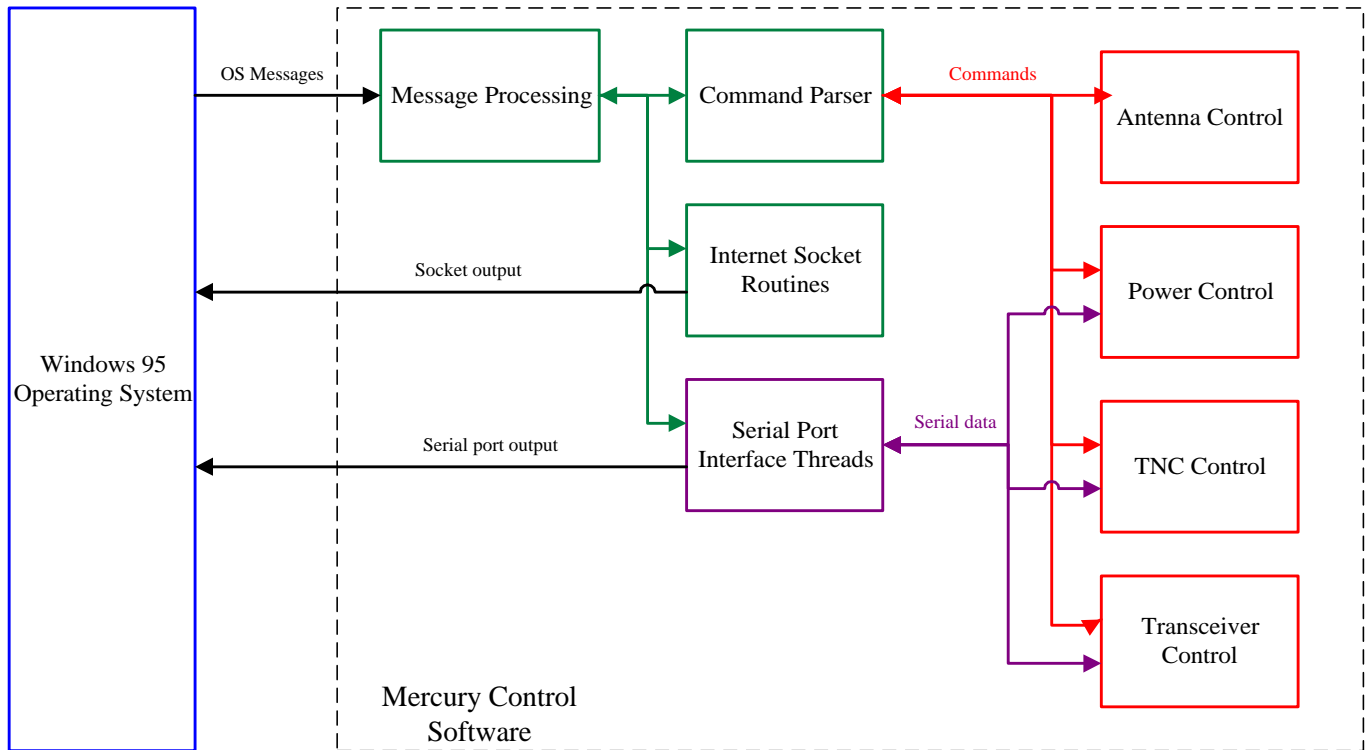 OS Messages
Message Processing
Command Parser
Commands
Antenna Control
Socket output
Internet Socket
Routines
Power Control
Windows 95
Operating System
Serial port output
Serial Port
Interface Threads
Serial data
TNC Control
Transceiver
Control
Mercury Control
Software